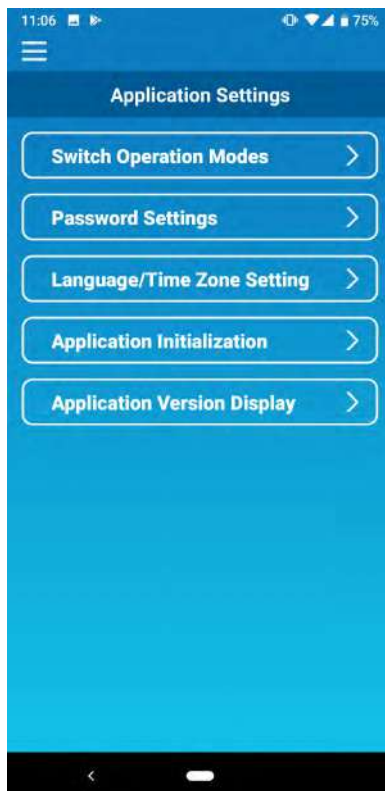 11:06 75%
Application Settings
Switch Operation Modes
Password Settings
Language/Time Zone Setting
Application Initialization
Application Version Display